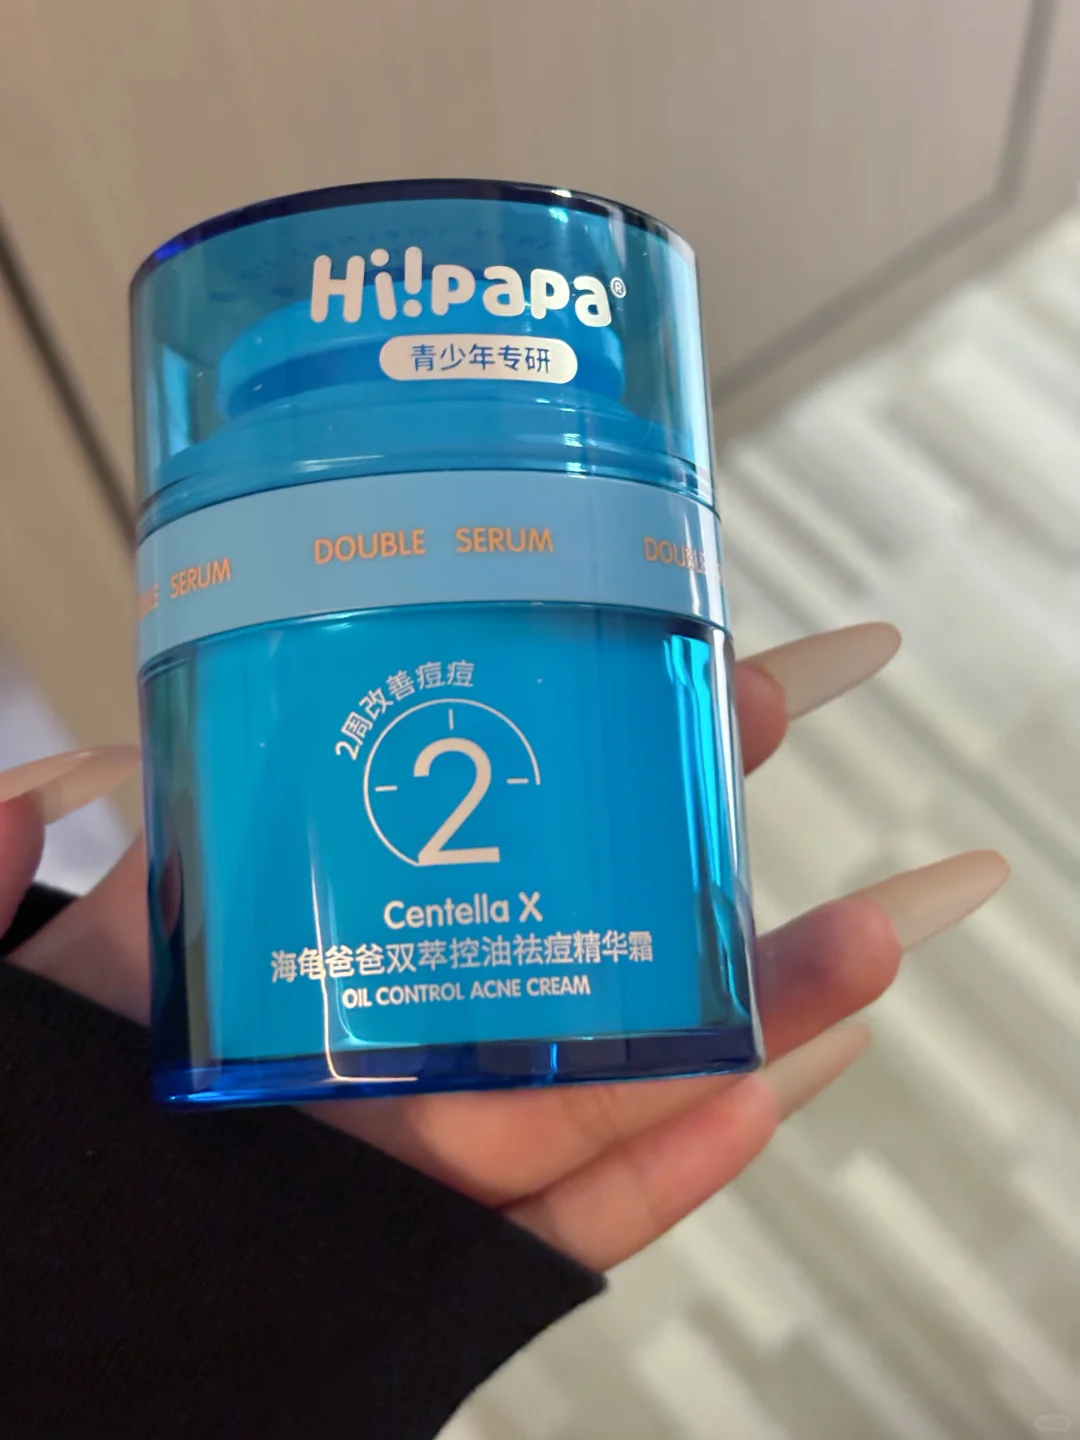 Hi!papa®
青少年专研
SERUM
DOUBLE SERUM
2周改善痘痘
2
Centella X
海龟爸爸双萃控油祛痘精华霜
OIL CONTROL ACNE CREAM